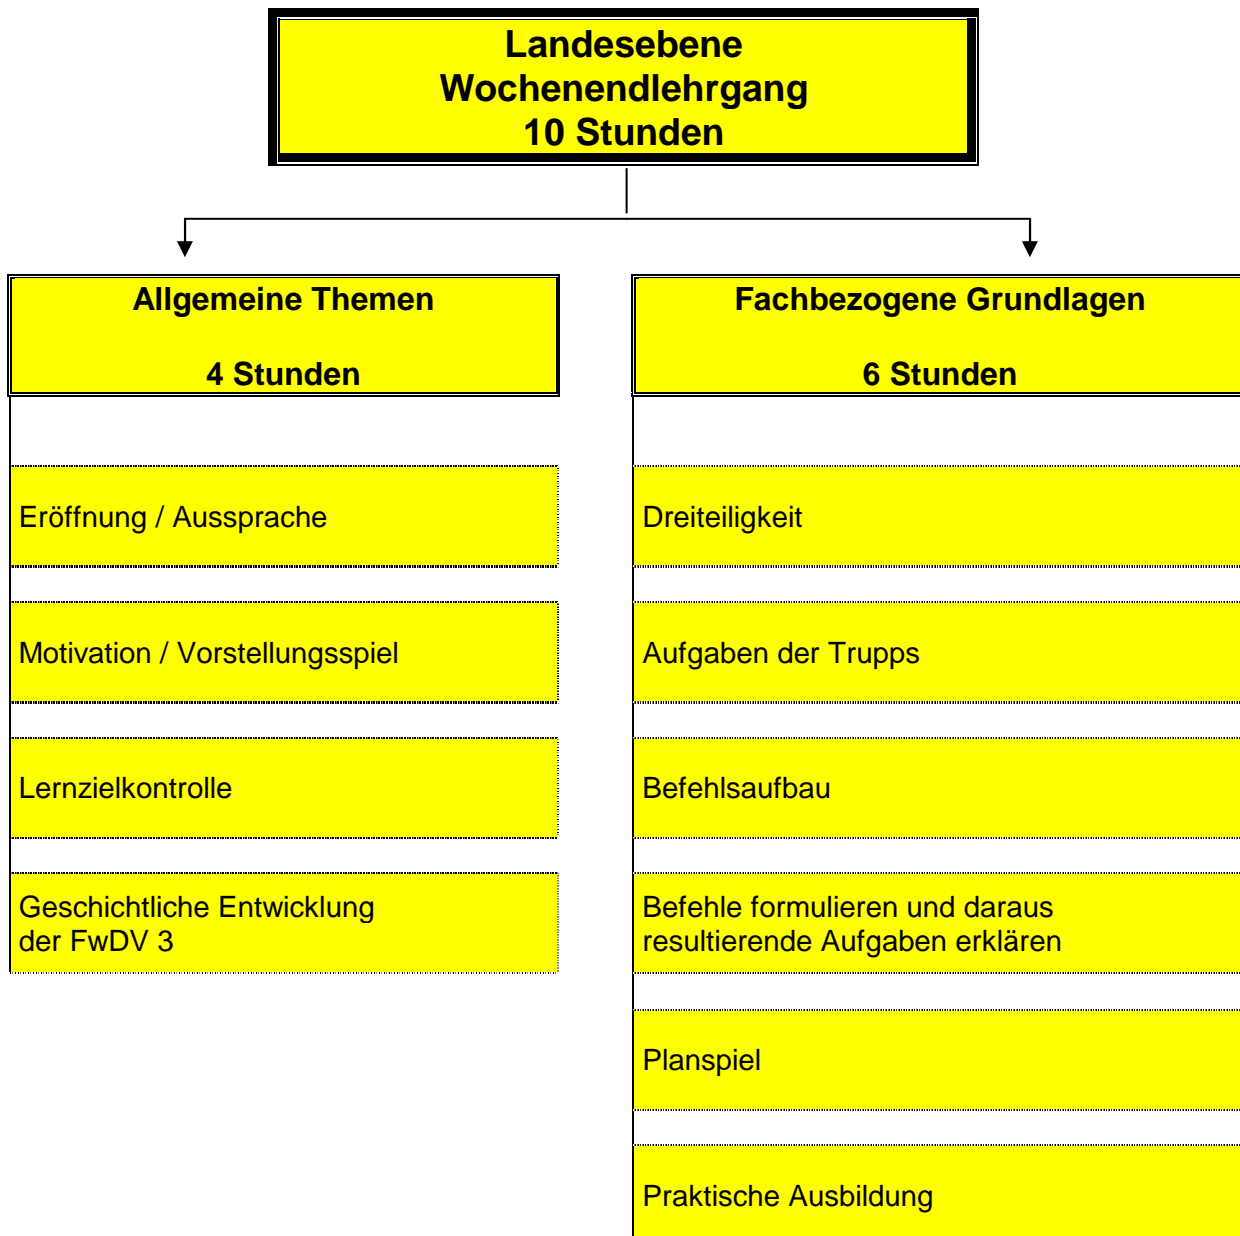 Landesebene
Wochenendlehrgang
10 Stunden
Allgemeine Themen
4 Stunden
Eröffnung / Aussprache
Motivation / Vorstellungsspiel
Lernzielkontrolle
Geschichtliche Entwicklung
der FwDV 3
Fachbezogene Grundlagen
6 Stunden
Dreiteiligkeit
Aufgaben der Trupps
Befehlsaufbau
Befehle formulieren und daraus
resultierende Aufgaben erklären
Planspiel
Praktische Ausbildung